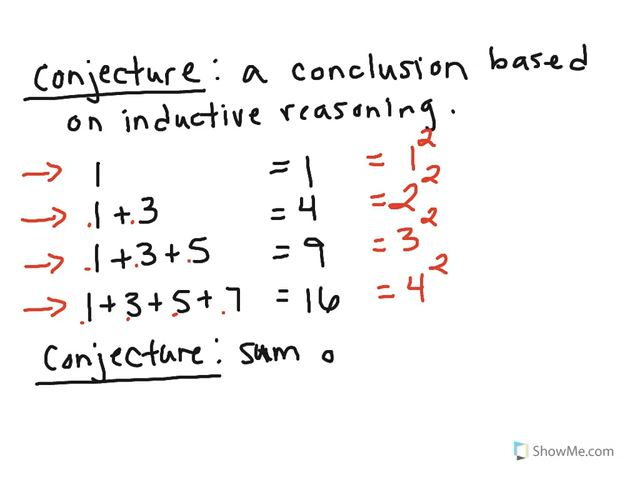 Conjecture: a conclusion based
on inductive reasoning.
→ 1 = 1 = 1²
→ 1 + 3 = 4 = 2²
→ 1 + 3 + 5 = 9 = 3²
→ 1 + 3 + 5 + 7 = 16 = 4²
Conjecture: sum o
ShowMe.com